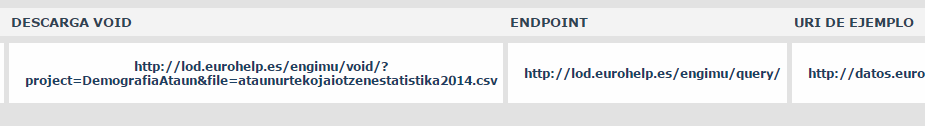 DESCARGA VOID ENDPOINT URI DE EJEMPLO
http://lod.eurohelp.es/engimu/void/?
project=DemografiaAtaun&file=ataunurtekojaiotzenestatistika2014.csv
http://lod.eurohelp.es/engimu/query/
http://datos.euro